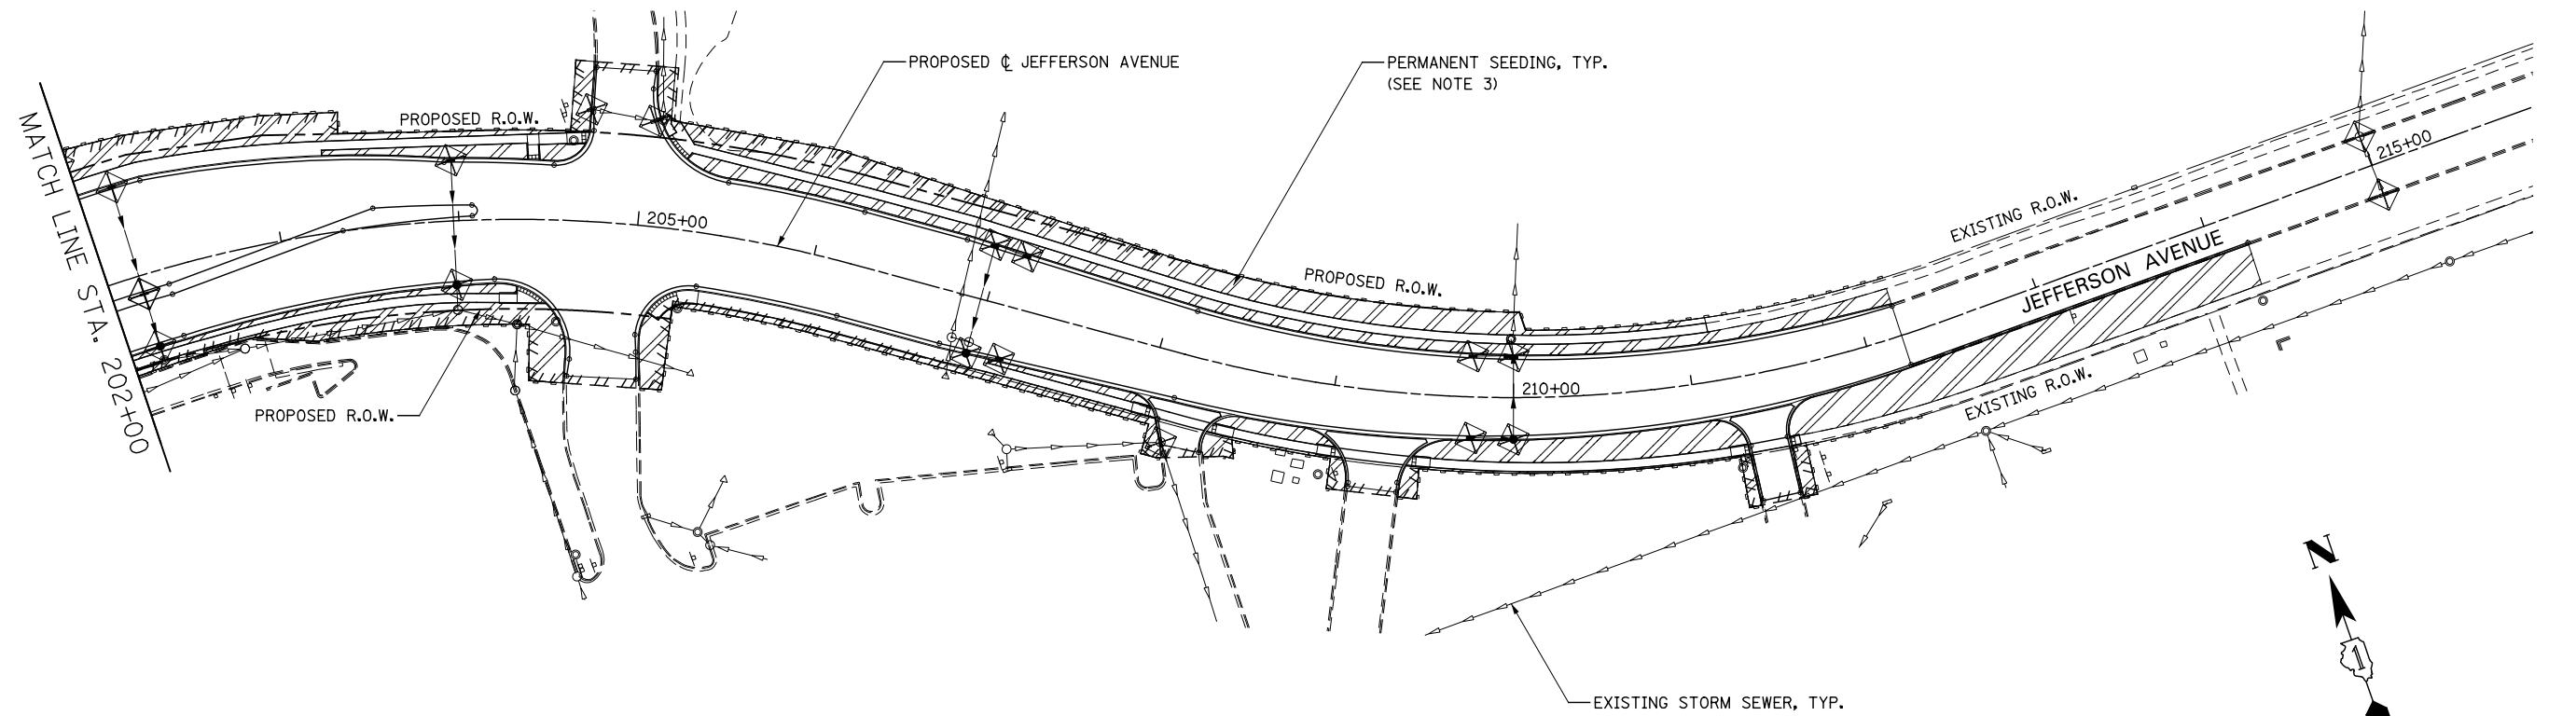 PROPOSED ℄ JEFFERSON AVENUE
PERMANENT SEEDING, TYP.
(SEE NOTE 3)
MATCH LINE STA. 202+00
PROPOSED R.O.W.
215+00
EXISTING R.O.W.
205+00
JEFFERSON AVENUE
PROPOSED R.O.W.
210+00
EXISTING R.O.W.
PROPOSED R.O.W.
N
1
EXISTING STORM SEWER, TYP.